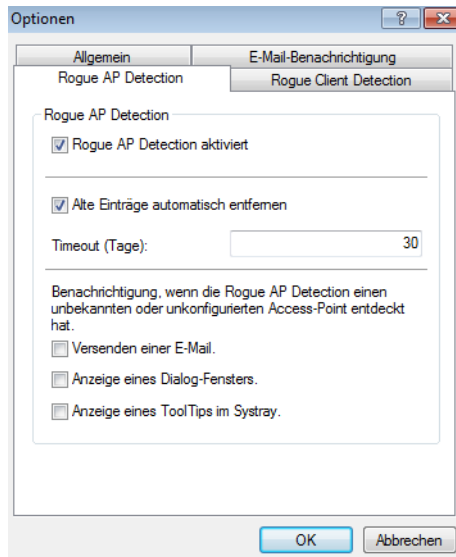 Optionen
Allgemein
E-Mail-Benachrichtigung
Rogue AP Detection
Rogue Client Detection
Rogue AP Detection
Rogue AP Detection aktiviert
Alte Einträge automatisch entfernen
Timeout (Tage):
30
Benachrichtigung, wenn die Rogue AP Detection einen
unbekannten oder unkonfigurierten Access-Point entdeckt
hat.
Versenden einer E-Mail.
Anzeige eines Dialog-Fensters.
Anzeige eines ToolTips im Systray.
OK
Abbrechen